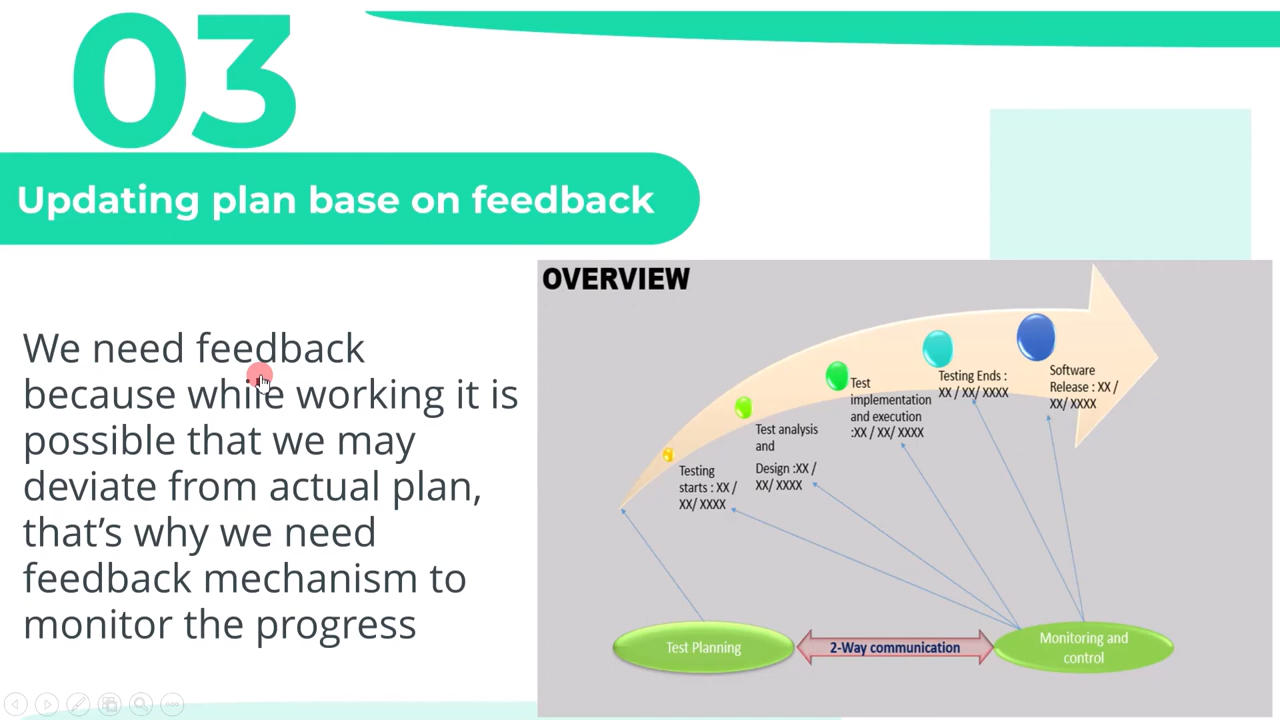 03
Updating plan base on feedback
We need feedback
because while working it is
possible that we may
deviate from actual plan,
that’s why we need
feedback mechanism to
monitor the progress
OVERVIEW
Testing
starts : XX /
XX/ XXXX
Test analysis
and
Design :XX /
XX/ XXXX
Test
implementation
and execution
:XX / XX/ XXXX
Testing Ends :
XX / XX/ XXXX
Software
Release : XX /
XX/ XXXX
Test Planning
2-Way communication
Monitoring and
control